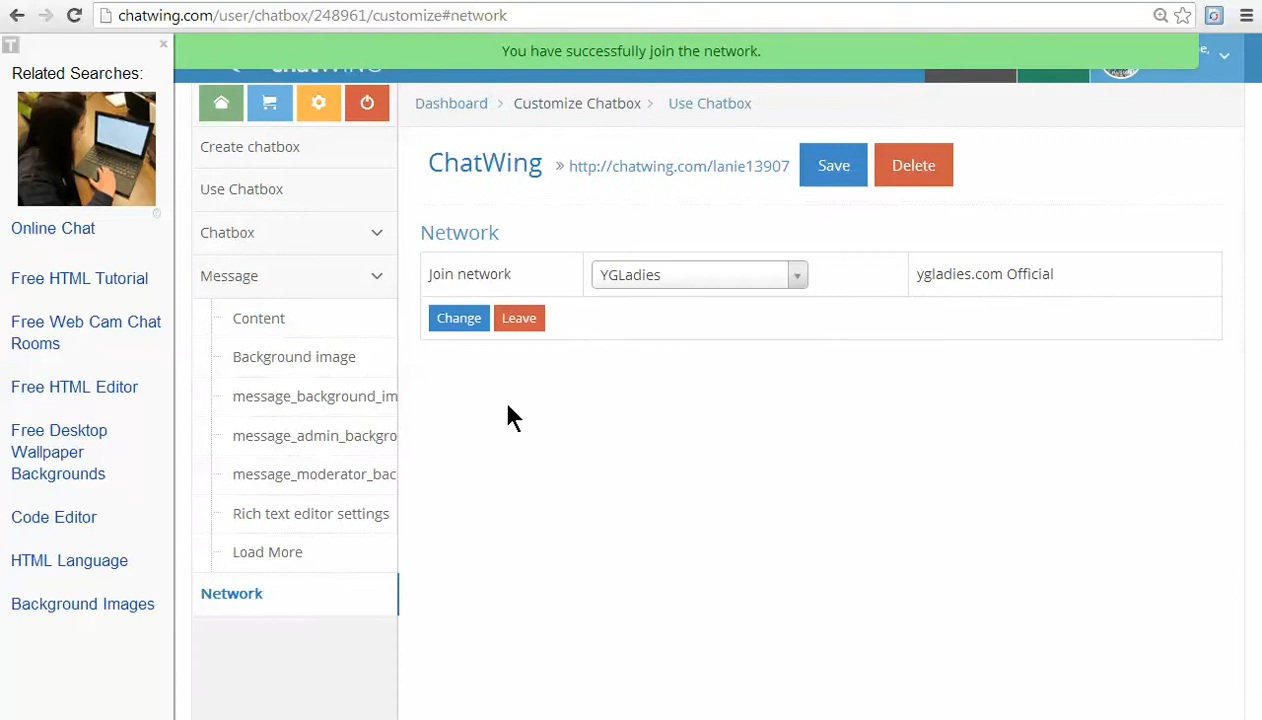 chatwing.com/user/chatbox/248961/customize#network
You have successfully join the network.
T
Related Searches:
Online Chat
Free HTML Tutorial
Free Web Cam Chat
Rooms
Free HTML Editor
Free Desktop
Wallpaper
Backgrounds
Code Editor
HTML Language
Background Images
Create chatbox
Use Chatbox
Chatbox
Message
Content
Background image
message_background_im
message_admin_backgro
message_moderator_bac
Rich text editor settings
Load More
Network
Dashboard > Customize Chatbox > Use Chatbox
ChatWing » http://chatwing.com/lanie13907 Save Delete
Network
Join network YGLadies ygladies.com Official
Change Leave